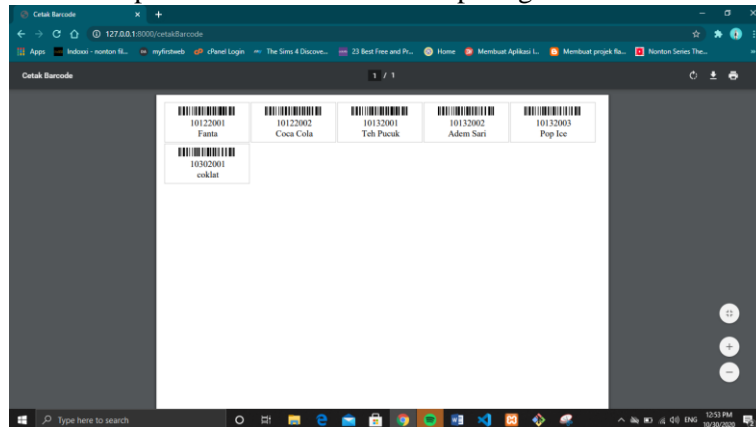 Cetak Barcode
127.0.0.1:8000/cetakBarcode
Apps Indoxxi - nonton fil... myfirstweb cPanel Login The Sims 4 Discove... 23 Best Free and Pr... Home Membuat Aplikasi L... Membuat projek fla... Nonton Series The...
Cetak Barcode 1 / 1
10122001 10122002 10132001 10132002 10132003
Fanta Coca Cola Teh Pucuk Adem Sari Pop Ice
10302001
coklat
Type here to search
ENG
12:53 PM
10/30/2020